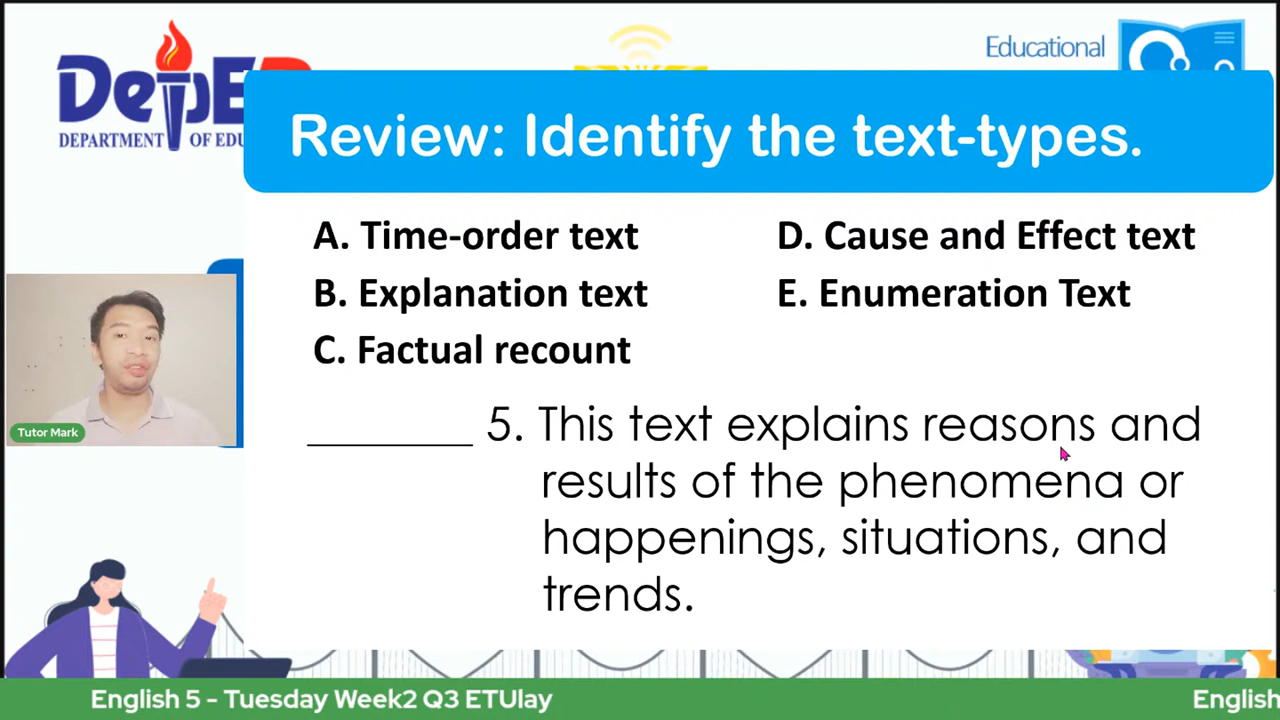 DepE
DEPARTMENT OF EDU
Educational
Review: Identify the text-types.
A. Time-order text
B. Explanation text
C. Factual recount
D. Cause and Effect text
E. Enumeration Text
________ 5. This text explains reasons and
results of the phenomena or
happenings, situations, and
trends.
Tutor Mark
English 5 – Tuesday Week2 Q3 ETUlay
English